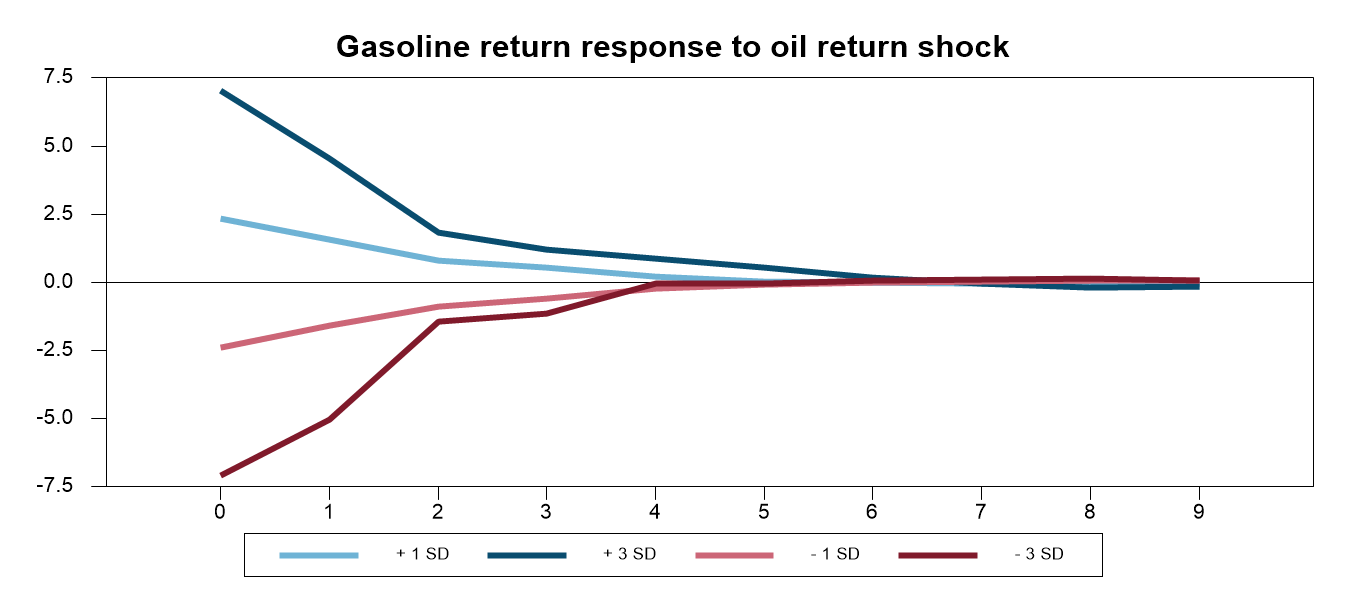 Gasoline return response to oil return shock
7.5
5.0
2.5
0.0
-2.5
-5.0
-7.5
0 1 2 3 4 5 6 7 8 9
+ 1 SD + 3 SD - 1 SD - 3 SD